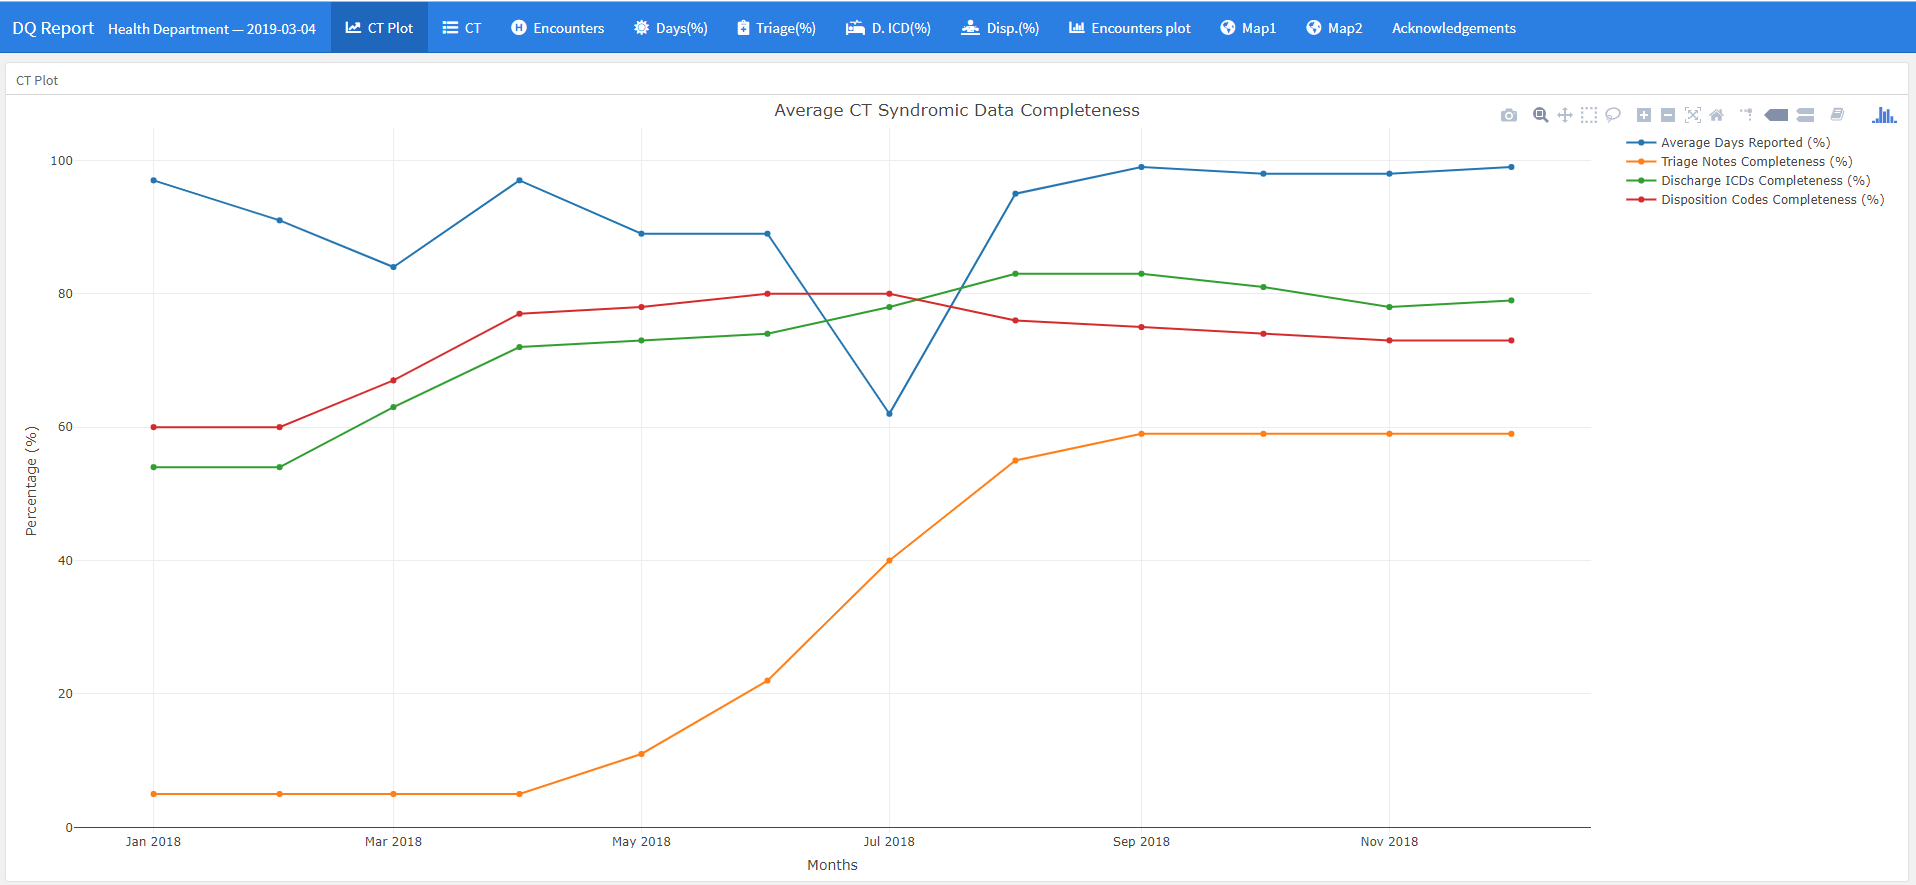 DQ Report Health Department — 2019-03-04 CT Plot CT Encounters Days(%) Triage(%) D. ICD(%) Disp.(%) Encounters plot Map1 Map2 Acknowledgements
CT Plot
Average CT Syndromic Data Completeness
Average Days Reported (%)
Triage Notes Completeness (%)
Discharge ICDs Completeness (%)
Disposition Codes Completeness (%)
100
80
60
40
20
0
Percentage (%)
Jan 2018 Mar 2018 May 2018 Jul 2018 Sep 2018 Nov 2018
Months